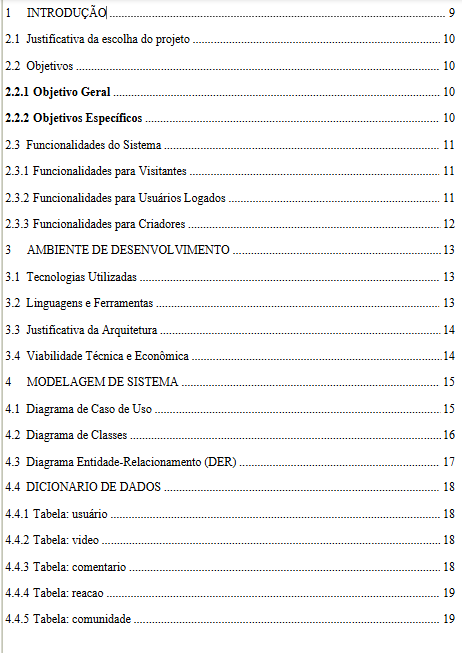 1 INTRODUÇÃO ........ 9
2.1 Justificativa da escolha do projeto ........ 10
2.2 Objetivos ........ 10
2.2.1 Objetivo Geral ........ 10
2.2.2 Objetivos Específicos ........ 10
2.3 Funcionalidades do Sistema ........ 11
2.3.1 Funcionalidades para Visitantes ........ 11
2.3.2 Funcionalidades para Usuários Logados ........ 11
2.3.3 Funcionalidades para Criadores ........ 12
3 AMBIENTE DE DESENVOLVIMENTO ........ 13
3.1 Tecnologias Utilizadas ........ 13
3.2 Linguagens e Ferramentas ........ 13
3.3 Justificativa da Arquitetura ........ 14
3.4 Viabilidade Técnica e Econômica ........ 14
4 MODELAGEM DE SISTEMA ........ 15
4.1 Diagrama de Caso de Uso ........ 15
4.2 Diagrama de Classes ........ 16
4.3 Diagrama Entidade-Relacionamento (DER) ........ 17
4.4 DICIONARIO DE DADOS ........ 18
4.4.1 Tabela: usuário ........ 18
4.4.2 Tabela: video ........ 18
4.4.3 Tabela: comentario ........ 18
4.4.4 Tabela: reacao ........ 19
4.4.5 Tabela: comunidade ........ 19